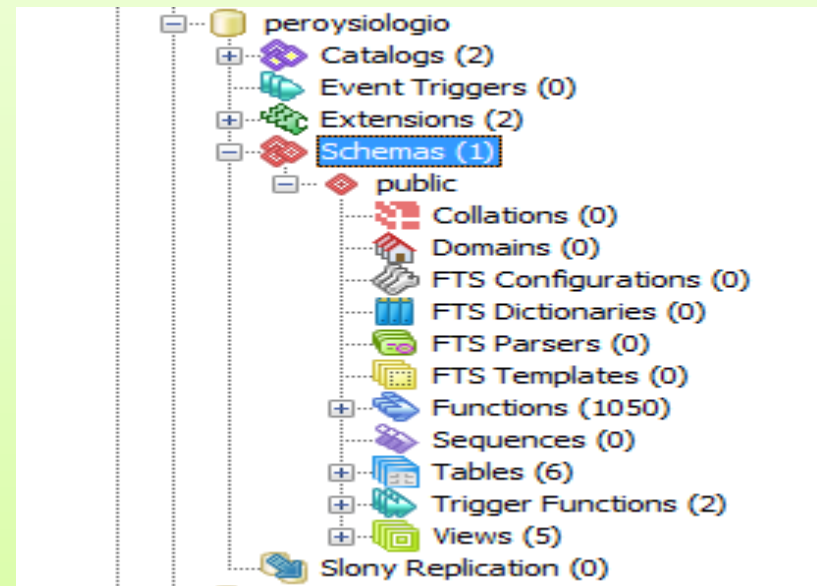 peroysiologio
Catalogs (2)
Event Triggers (0)
Extensions (2)
Schemas (1)
public
Collations (0)
Domains (0)
FTS Configurations (0)
FTS Dictionaries (0)
FTS Parsers (0)
FTS Templates (0)
Functions (1050)
Sequences (0)
Tables (6)
Trigger Functions (2)
Views (5)
Slony Replication (0)